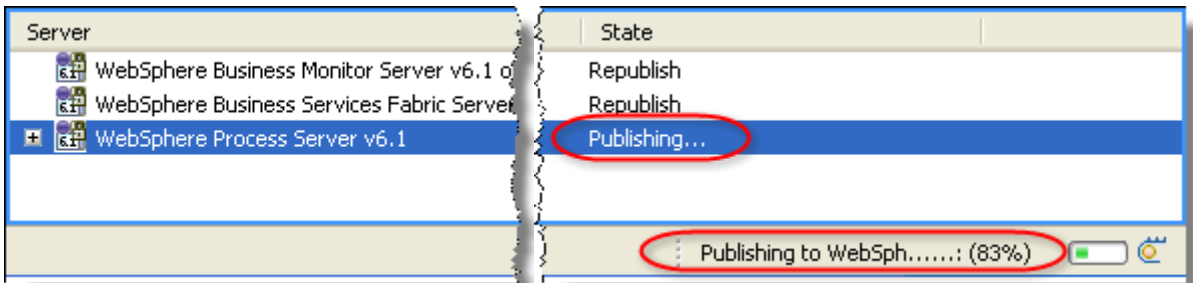 Server State
WebSphere Business Monitor Server v6.1 o Republish
WebSphere Business Services Fabric Server Republish
WebSphere Process Server v6.1 Publishing...
Publishing to WebSph......: (83%)